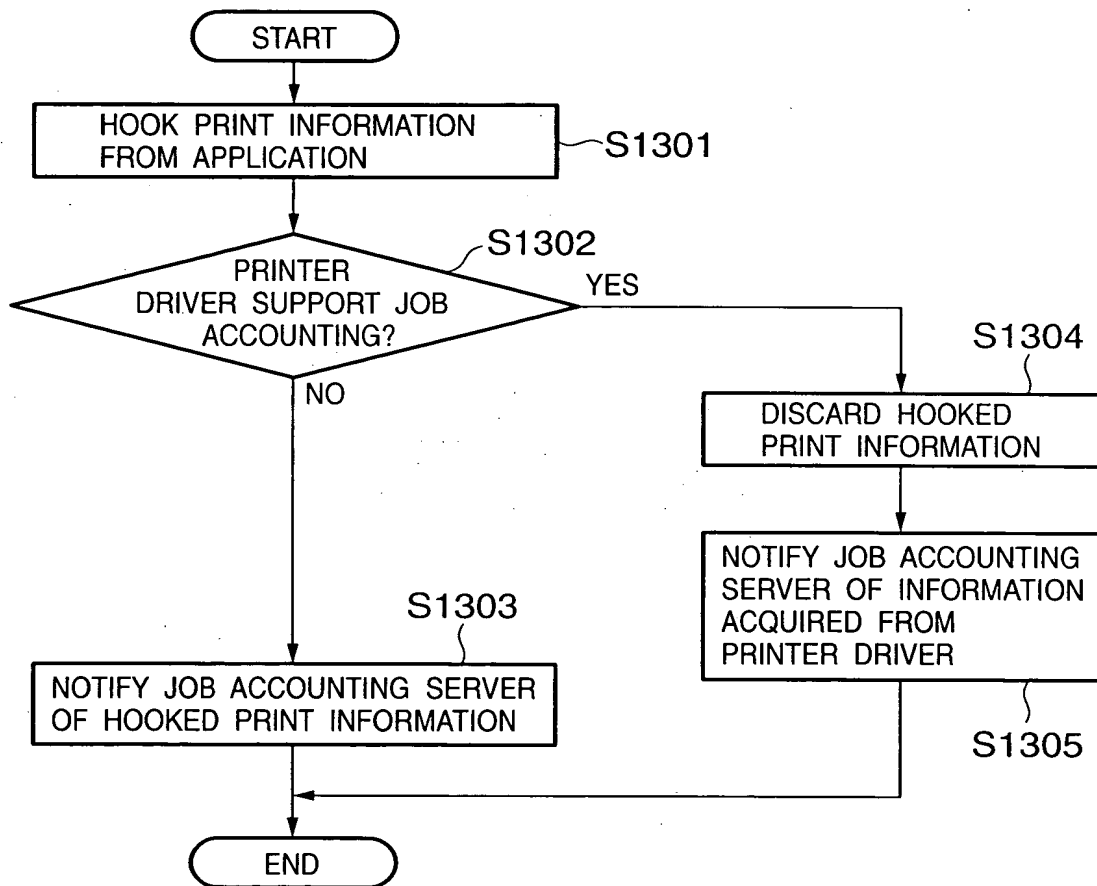 START
HOOK PRINT INFORMATION
FROM APPLICATION
S1301
S1302
PRINTER
DRIVER SUPPORT JOB
ACCOUNTING?
YES
NO
S1304
DISCARD HOOKED
PRINT INFORMATION
NOTIFY JOB ACCOUNTING
SERVER OF INFORMATION
ACQUIRED FROM
PRINTER DRIVER
S1305
S1303
NOTIFY JOB ACCOUNTING SERVER
OF HOOKED PRINT INFORMATION
END